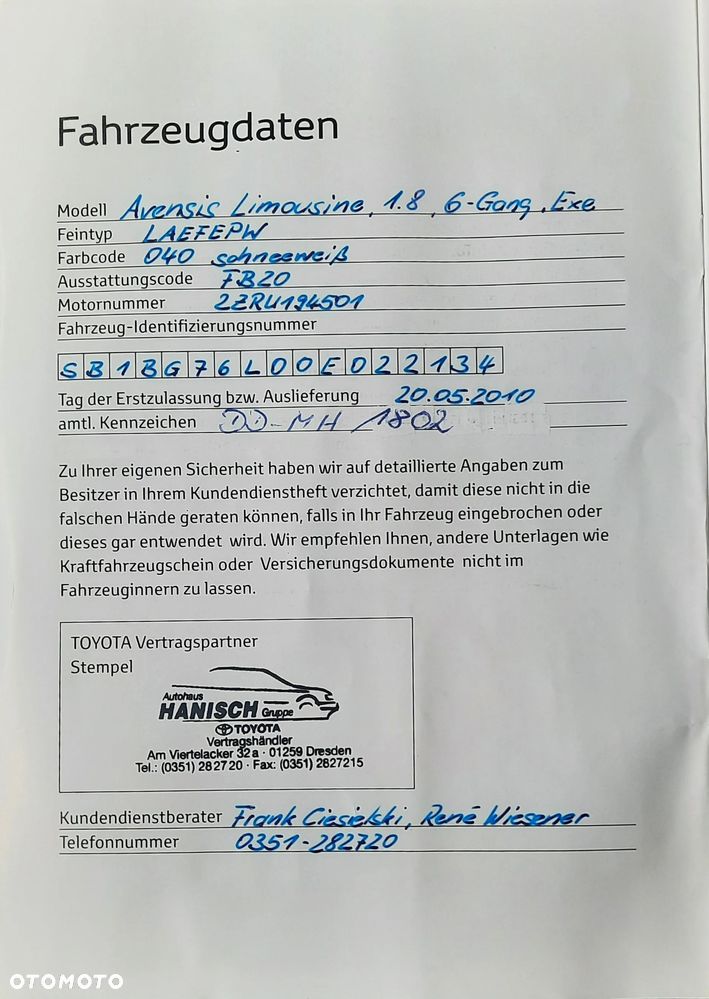 Fahrzeugdaten
Modell Avensis Limousine, 1.8, 6-Gang, Exe
Feintyp LAEFEPW
Farbcode 040 schneeweiß
Ausstattungscode FB20
Motornummer 2ZRU194501
Fahrzeug-Identifizierungsnummer
SB1BG76L00E022134
Tag der Erstzulassung bzw. Auslieferung 20.05.2010
amtl. Kennzeichen DD-MH 1802
Zu Ihrer eigenen Sicherheit haben wir auf detaillierte Angaben zum
Besitzer in Ihrem Kundendienstheft verzichtet, damit diese nicht in die
falschen Hände geraten können, falls in Ihr Fahrzeug eingebrochen oder
dieses gar entwendet wird. Wir empfehlen Ihnen, andere Unterlagen wie
Kraftfahrzeugschein oder Versicherungsdokumente nicht im
Fahrzeuginnern zu lassen.
TOYOTA Vertragspartner
Stempel
Autohaus
HANISCH Gruppe
TOYOTA
Vertragshändler
Am Viertelacker 32a · 01259 Dresden
Tel.: (0351) 282720 · Fax: (0351) 2827215
Kundendienstberater Frank Ciesielski, René Wiesener
Telefonnummer 0351-282720
OTOMOTO